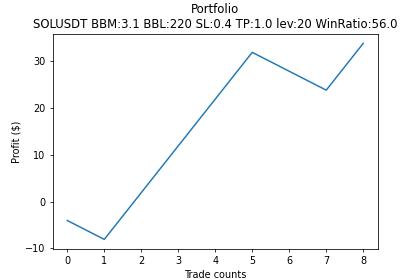 Portfolio
SOLUSDT BBM:3.1 BBL:220 SL:0.4 TP:1.0 lev:20 WinRatio:56.0
Profit ($)
30
20
10
0
−10
0 1 2 3 4 5 6 7 8
Trade counts